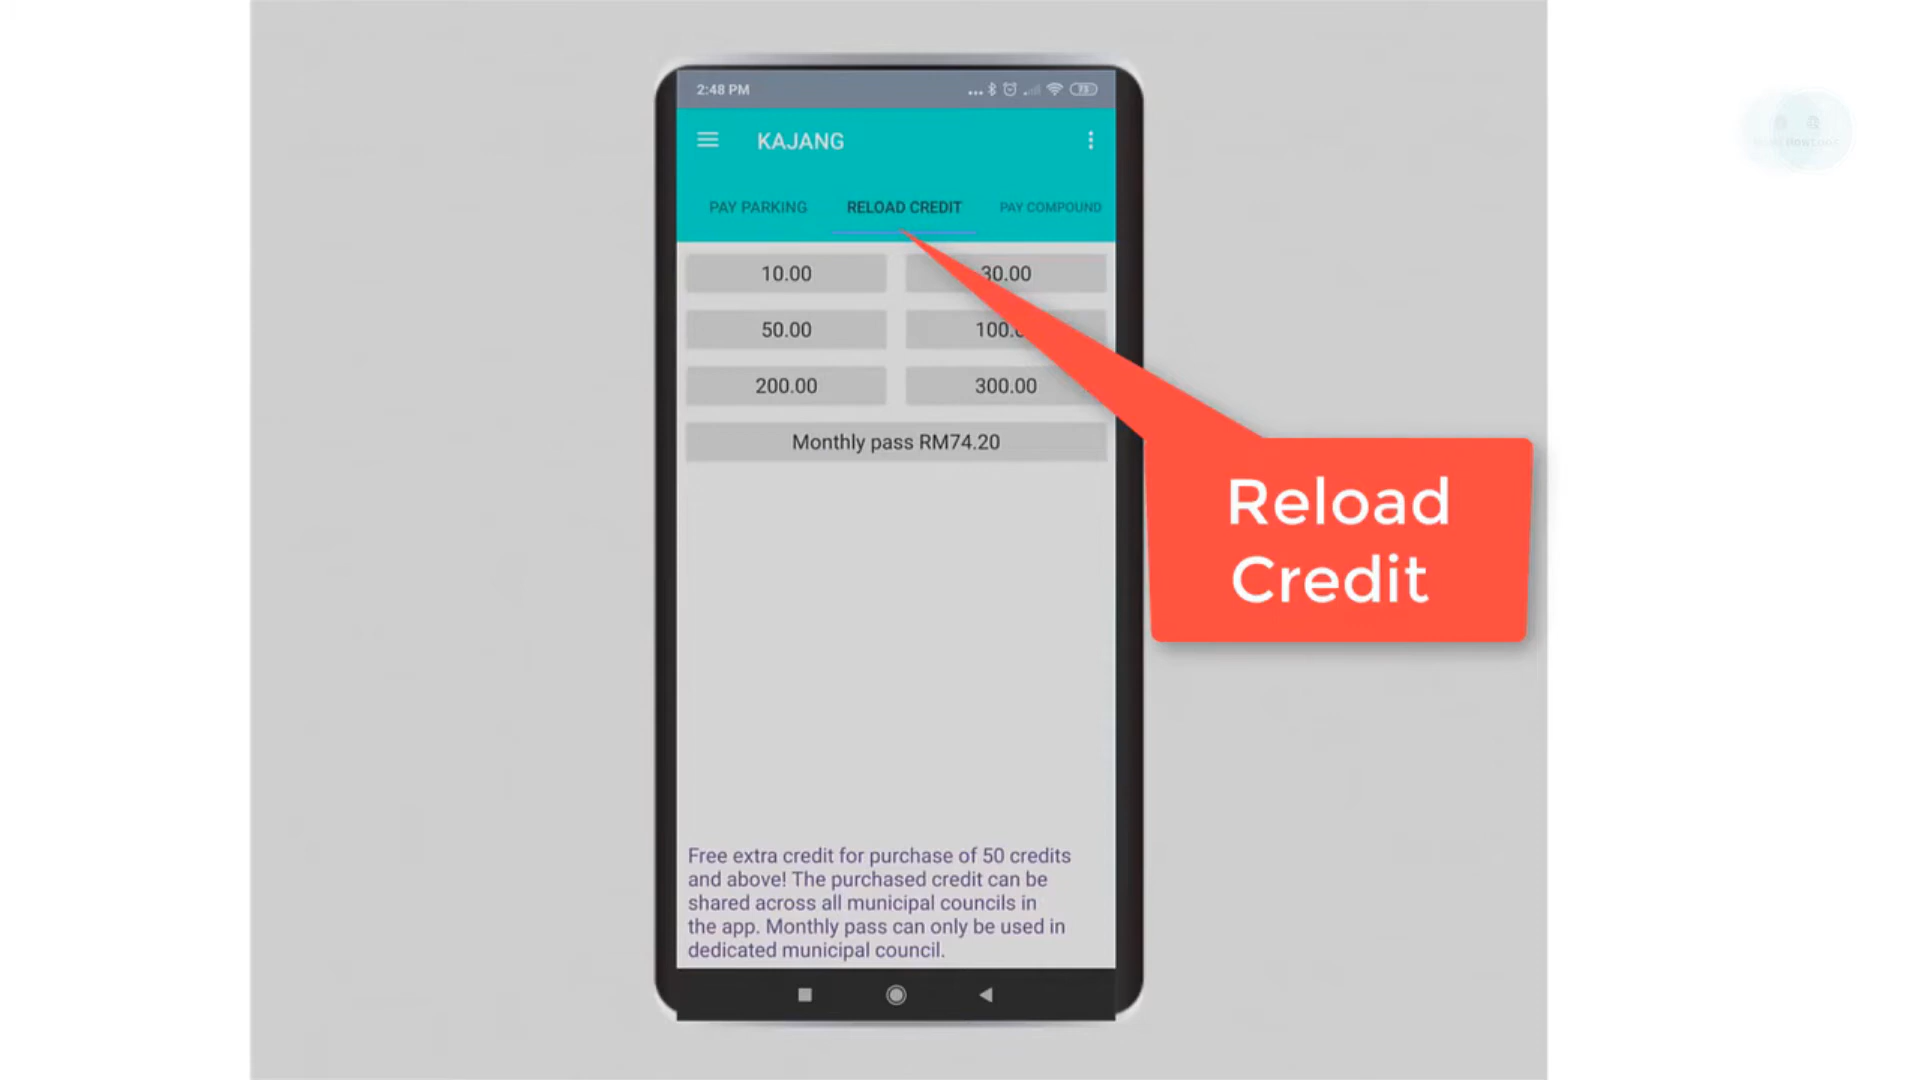 2:48 PM
73
KAJANG
PAY PARKING
RELOAD CREDIT
PAY COMPOUND
10.00
30.00
50.00
200.00
300.00
Monthly pass RM74.20
Reload
Credit
Free extra credit for purchase of 50 credits
and above! The purchased credit can be
shared across all municipal councils in
the app. Monthly pass can only be used in
dedicated municipal council.